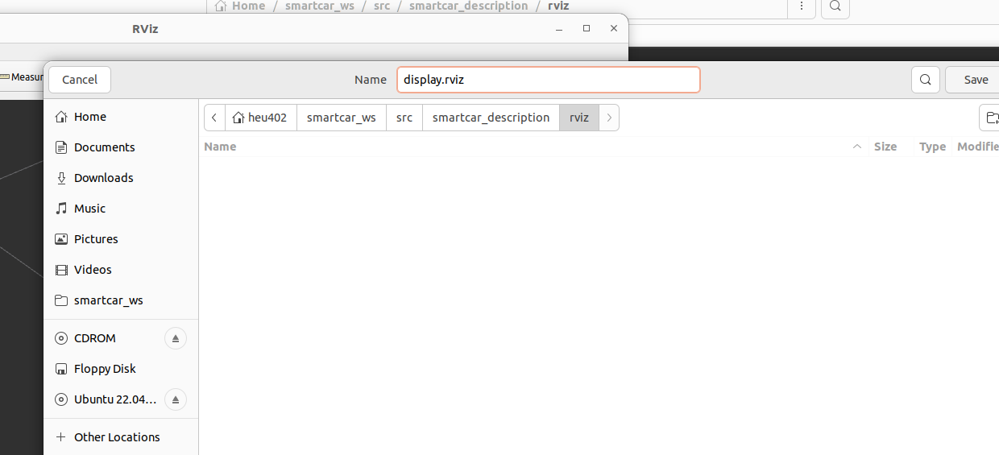 Home / smartcar_ws / src / smartcar_description / rviz
RViz
Measur
Cancel Name display.rviz Save
Home
Documents
Downloads
Music
Pictures
Videos
smartcar_ws
CDROM
Floppy Disk
Ubuntu 22.04...
Other Locations
heu402 smartcar_ws src smartcar_description rviz
Name Size Type Modifie